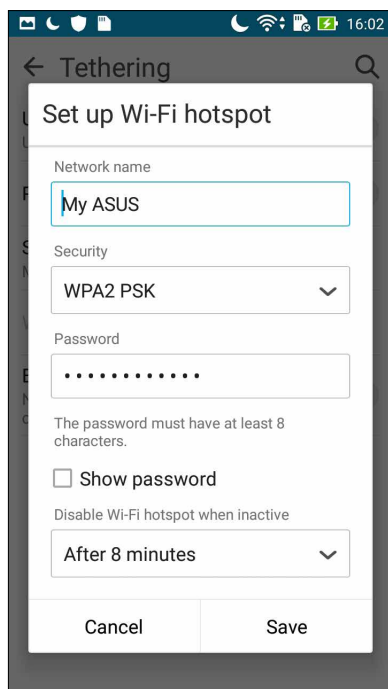 16:02
Tethering
Set up Wi-Fi hotspot
Network name
My ASUS
Security
WPA2 PSK
Password
• • • • • • • • • • • •
The password must have at least 8
characters.
Show password
Disable Wi-Fi hotspot when inactive
After 8 minutes
Cancel
Save